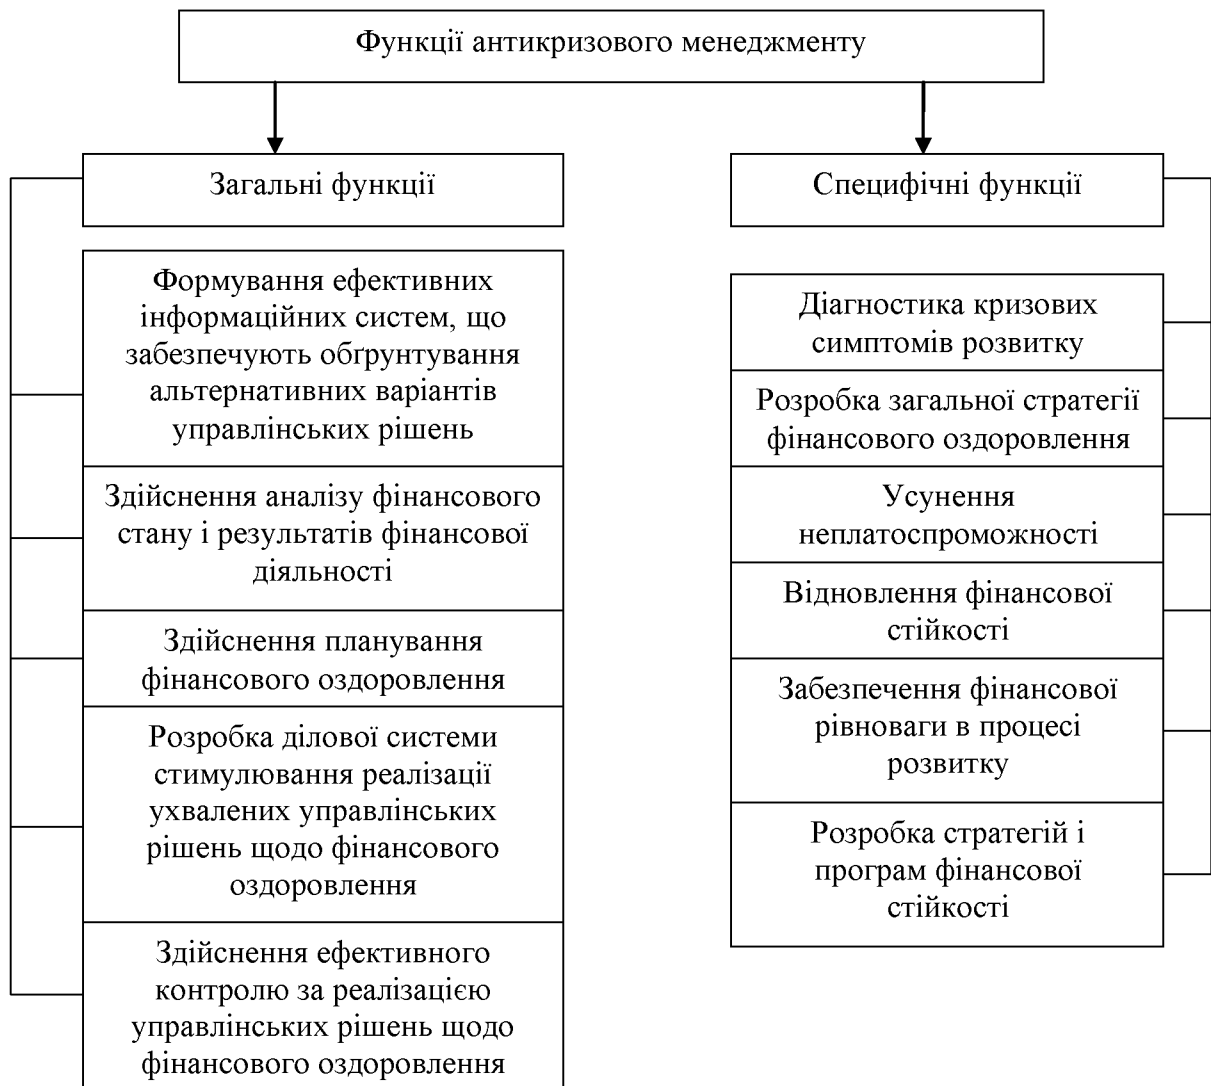 Функції антикризового менеджменту
Загальні функції
Формування ефективних
інформаційних систем, що
забезпечують обґрунтування
альтернативних варіантів
управлінських рішень
Здійснення аналізу фінансового
стану і результатів фінансової
діяльності
Здійснення планування
фінансового оздоровлення
Розробка ділової системи
стимулювання реалізації
ухвалених управлінських
рішень щодо фінансового
оздоровлення
Здійснення ефективного
контролю за реалізацією
управлінських рішень щодо
фінансового оздоровлення
Специфічні функції
Діагностика кризових
симптомів розвитку
Розробка загальної стратегії
фінансового оздоровлення
Усунення
неплатоспроможності
Відновлення фінансової
стійкості
Забезпечення фінансової
рівноваги в процесі
розвитку
Розробка стратегій і
програм фінансової
стійкості